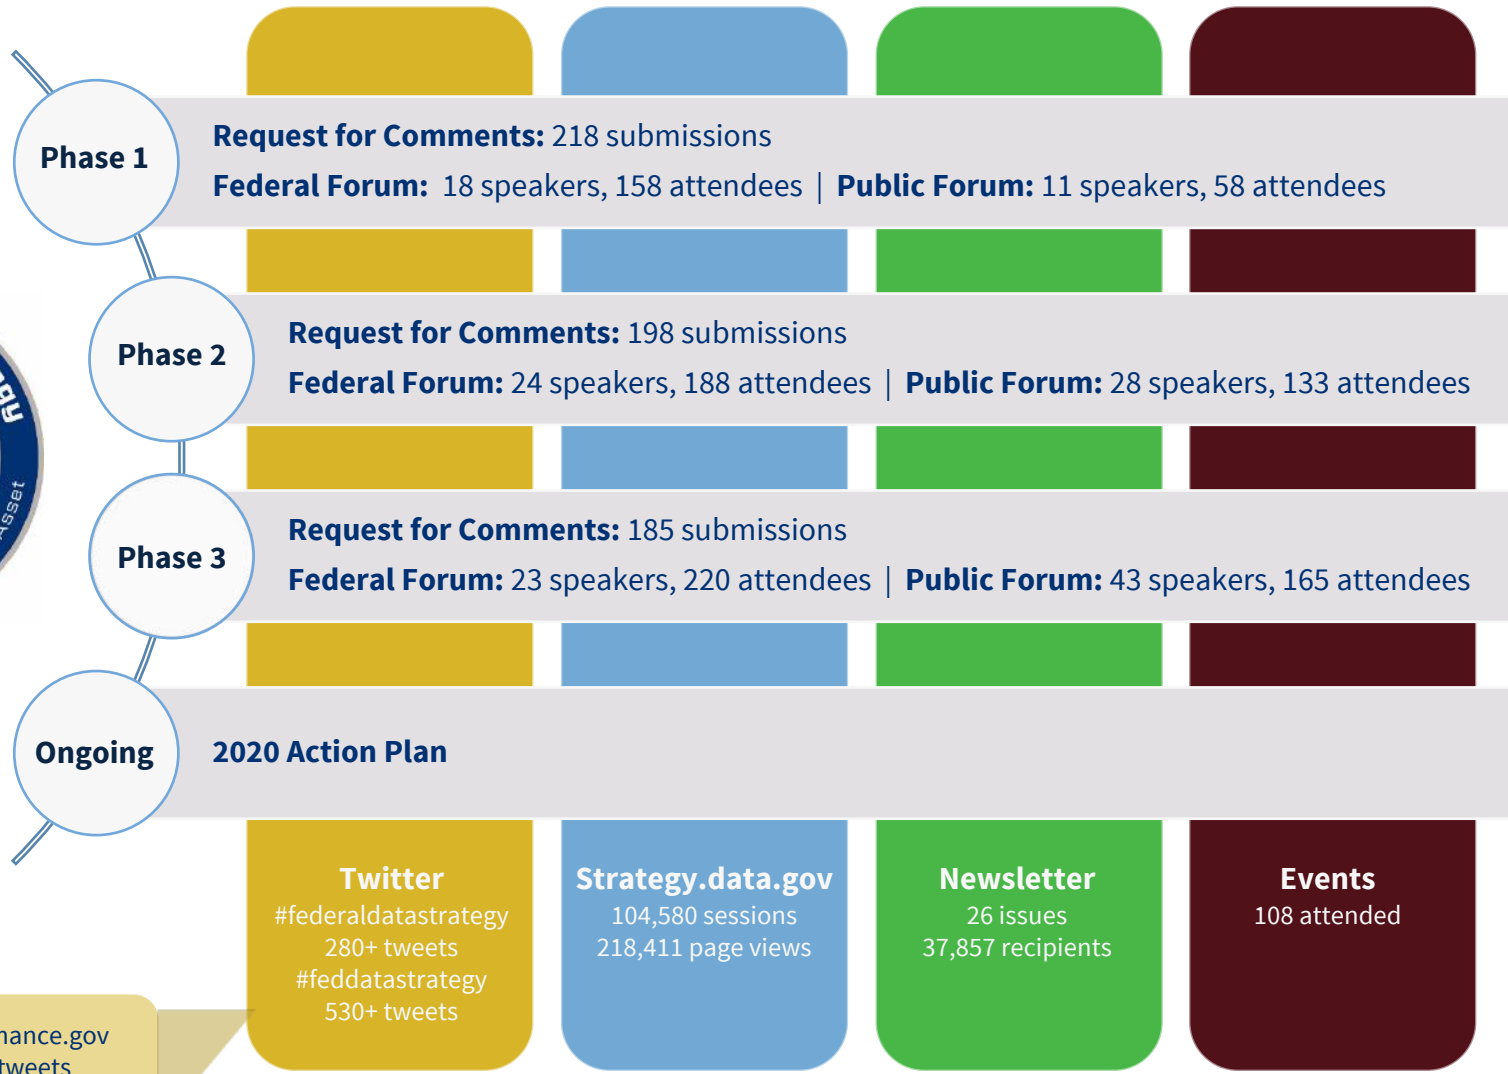 Phase 1
Request for Comments: 218 submissions
Federal Forum: 18 speakers, 158 attendees | Public Forum: 11 speakers, 58 attendees
Phase 2
Request for Comments: 198 submissions
Federal Forum: 24 speakers, 188 attendees | Public Forum: 28 speakers, 133 attendees
Asset
Phase 3
Request for Comments: 185 submissions
Federal Forum: 23 speakers, 220 attendees | Public Forum: 43 speakers, 165 attendees
Ongoing
2020 Action Plan
Twitter
#federaldatastrategy
280+ tweets
#feddatastrategy
530+ tweets
Strategy.data.gov
104,580 sessions
218,411 page views
Newsletter
26 issues
37,857 recipients
Events
108 attended
tweets